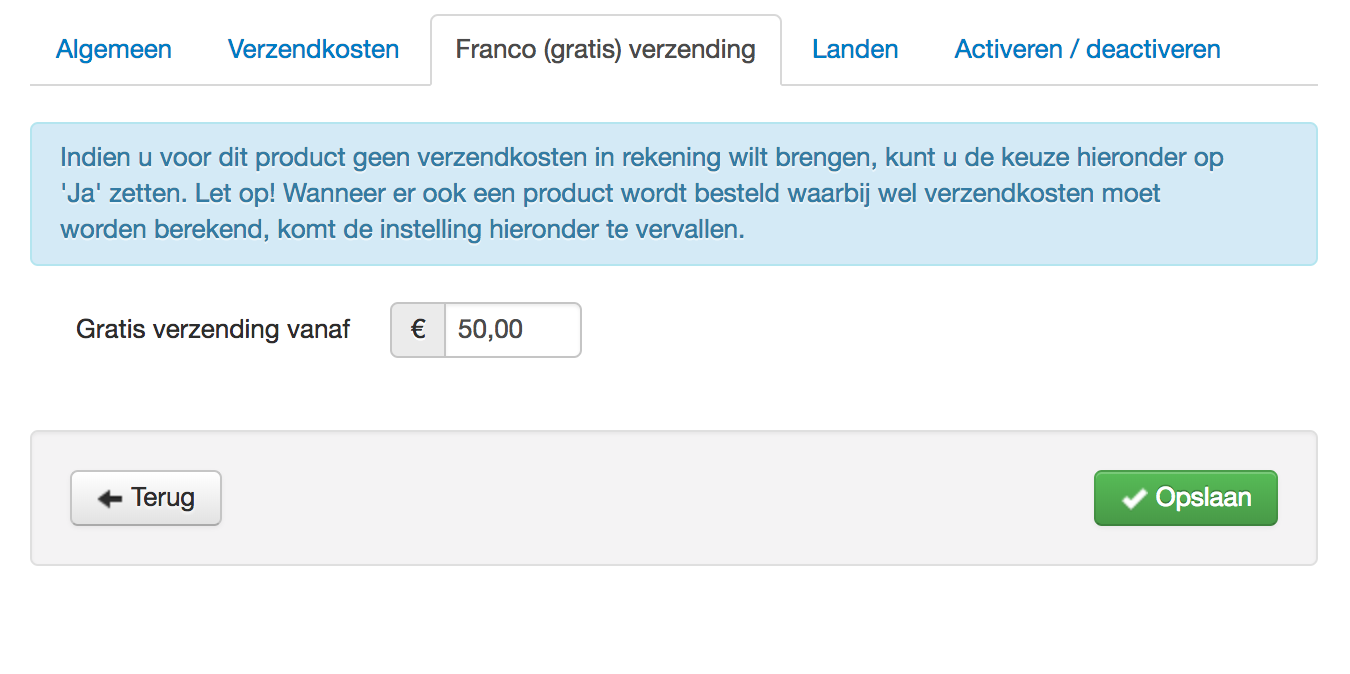 Algemeen Verzendkosten Franco (gratis) verzending Landen Activeren / deactiveren
Indien u voor dit product geen verzendkosten in rekening wilt brengen, kunt u de keuze hieronder op
'Ja' zetten. Let op! Wanneer er ook een product wordt besteld waarbij wel verzendkosten moet
worden berekend, komt de instelling hieronder te vervallen.
Gratis verzending vanaf € 50,00
Terug Opslaan